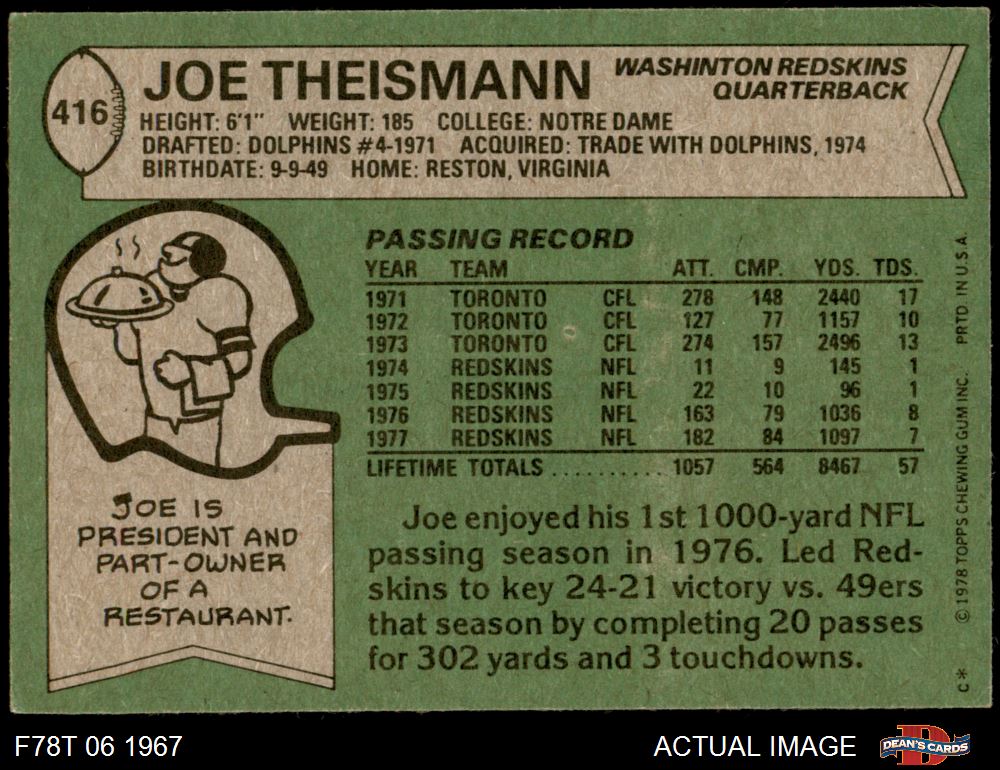 416
JOE THEISMANN
WASHINTON REDSKINS
QUARTERBACK
HEIGHT: 6'1" WEIGHT: 185 COLLEGE: NOTRE DAME
DRAFTED: DOLPHINS #4-1971 ACQUIRED: TRADE WITH DOLPHINS, 1974
BIRTHDATE: 9-9-49 HOME: RESTON, VIRGINIA
JOE IS
PRESIDENT AND
PART-OWNER
OF A
RESTAURANT.
PASSING RECORD
YEAR TEAM ATT. CMP. YDS. TDS.
1971 TORONTO CFL 278 148 2440 17
1972 TORONTO CFL 127 77 1157 10
1973 TORONTO CFL 274 157 2496 13
1974 REDSKINS NFL 11 9 145 1
1975 REDSKINS NFL 22 10 96 1
1976 REDSKINS NFL 163 79 1036 8
1977 REDSKINS NFL 182 84 1097 7
LIFETIME TOTALS .......... 1057 564 8467 57
Joe enjoyed his 1st 1000-yard NFL
passing season in 1976. Led Red-
skins to key 24-21 victory vs. 49ers
that season by completing 20 passes
for 302 yards and 3 touchdowns.
C* ©1978 TOPPS CHEWING GUM INC. PRTD. IN U.S.A.
F78T 06 1967
ACTUAL IMAGE
DEAN'S CARDS